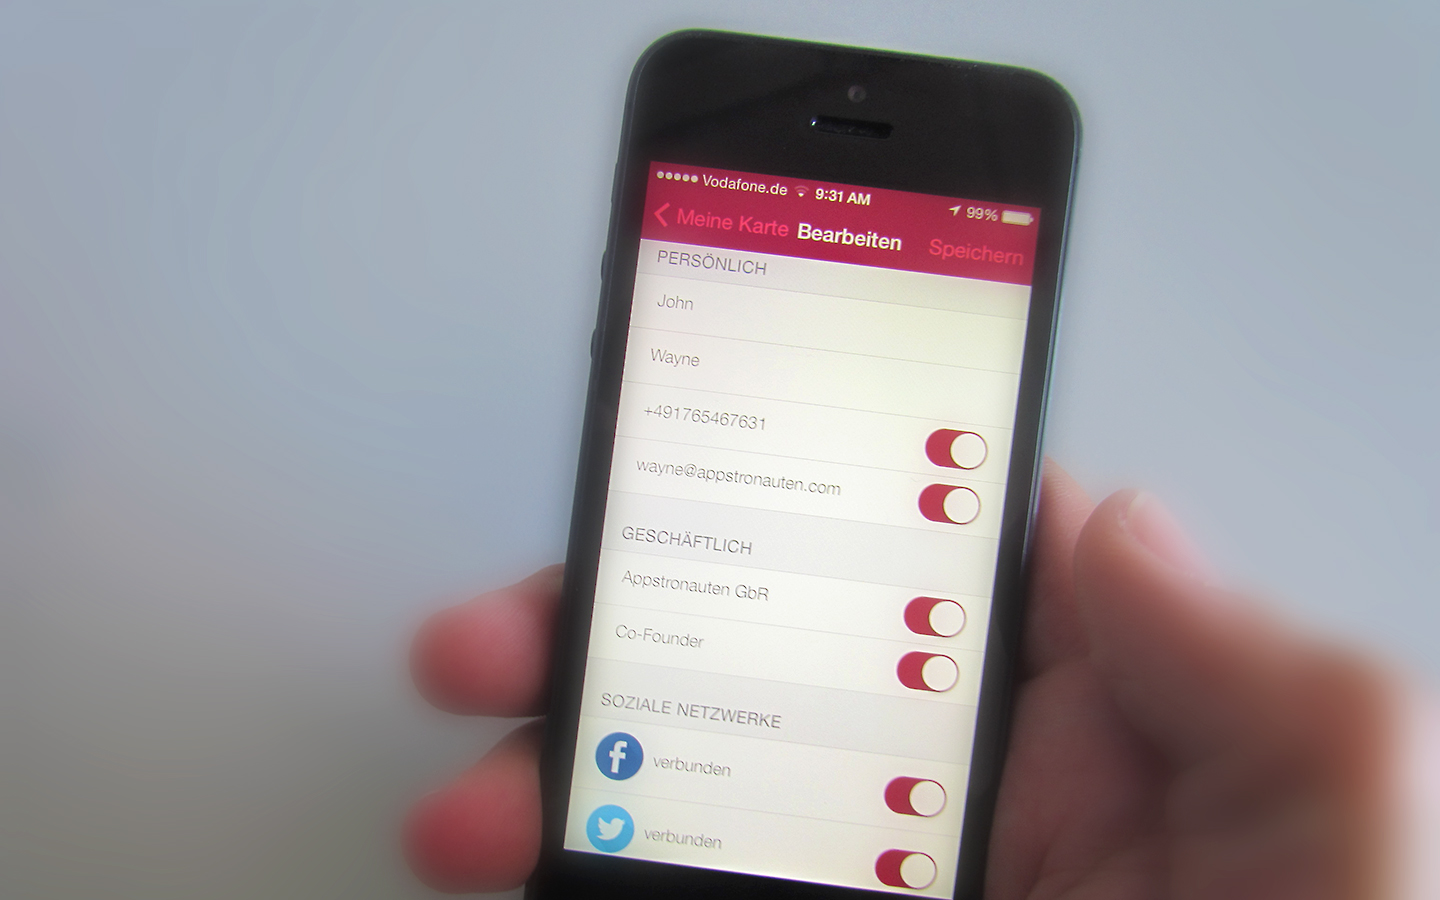 Vodafone.de 9:31 AM 99%
Meine Karte Bearbeiten Speichern
PERSÖNLICH
John
Wayne
+491765467631
wayne@appstronauten.com
GESCHÄFTLICH
Appstronauten GbR
Co-Founder
SOZIALE NETZWERKE
f verbunden
verbunden